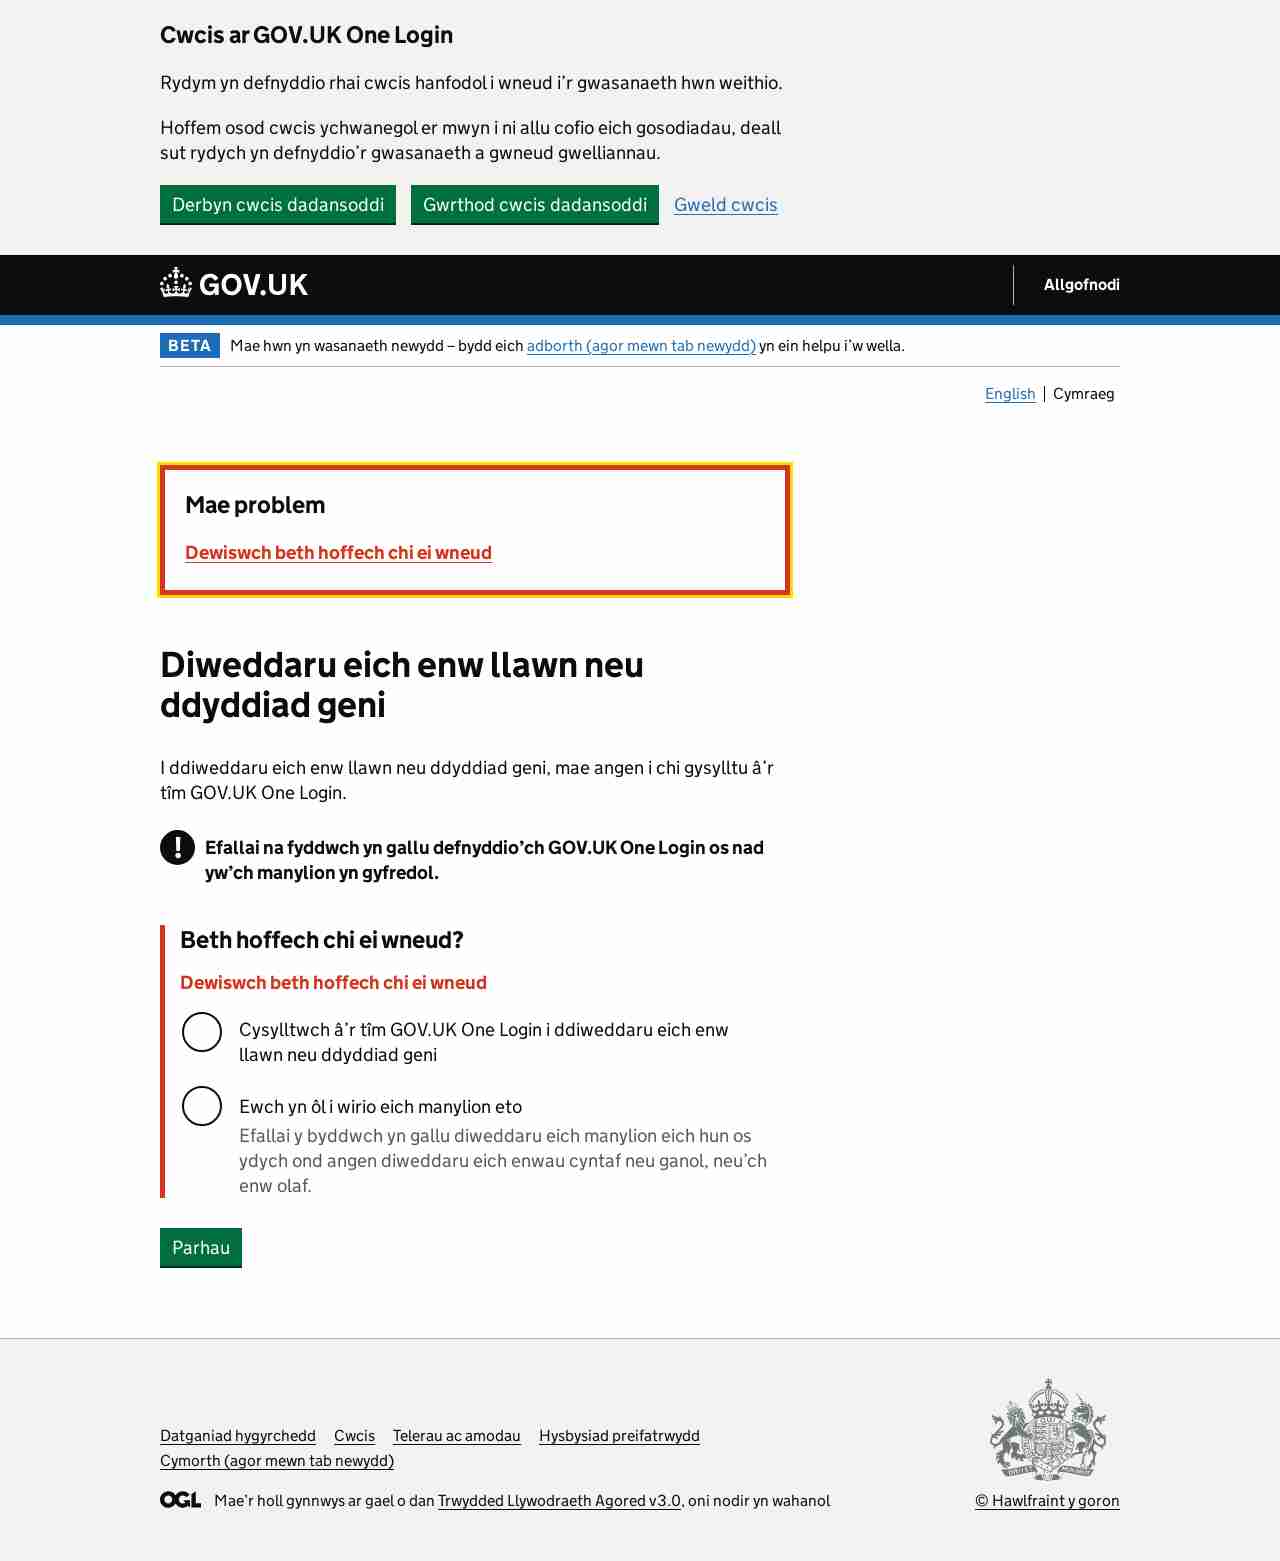 Cwcis ar GOV.UK One Login
Rydym yn defnyddio rhai cwcis hanfodol i wneud i’r gwasanaeth hwn weithio.
Hoffem osod cwcis ychwanegol er mwyn i ni allu cofio eich gosodiadau, deall
sut rydych yn defnyddio’r gwasanaeth a gwneud gwelliannau.
Derbyn cwcis dadansoddi Gwrthod cwcis dadansoddi Gweld cwcis
GOV.UK Allgofnodi
BETA Mae hwn yn wasanaeth newydd – bydd eich adborth (agor mewn tab newydd) yn ein helpu i’w wella.
English Cymraeg
Mae problem
Dewiswch beth hoffech chi ei wneud
Diweddaru eich enw llawn neu
ddyddiad geni
I ddiweddaru eich enw llawn neu ddyddiad geni, mae angen i chi gysylltu â’r
tîm GOV.UK One Login.
! Efallai na fyddwch yn gallu defnyddio’ch GOV.UK One Login os nad
yw’ch manylion yn gyfredol.
Beth hoffech chi ei wneud?
Dewiswch beth hoffech chi ei wneud
Cysylltwch â’r tîm GOV.UK One Login i ddiweddaru eich enw
llawn neu ddyddiad geni
Ewch yn ôl i wirio eich manylion eto
Efallai y byddwch yn gallu diweddaru eich manylion eich hun os
ydych ond angen diweddaru eich enwau cyntaf neu ganol, neu’ch
enw olaf.
Parhau
Datganiad hygyrchedd Cwcis Telerau ac amodau Hysbysiad preifatrwydd
Cymorth (agor mewn tab newydd)
OGL Mae’r holl gynnwys ar gael o dan Trwydded Llywodraeth Agored v3.0, oni nodir yn wahanol
© Hawlfraint y goron